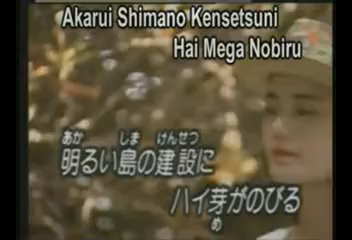 Akarui Shimano Kensetsuni
Hai Mega Nobiru
あか しま けんせつ
明るい島の建設に
ハイ芽がのびる
め